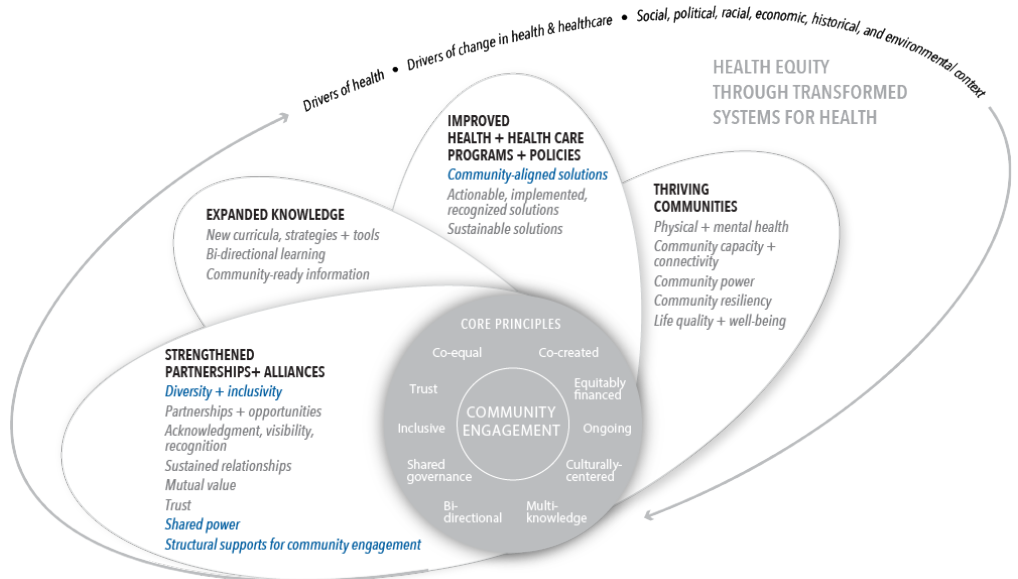 Drivers of health • Drivers of change in health & healthcare • Social, political, racial, economic, historical, and environmental context
HEALTH EQUITY
THROUGH TRANSFORMED
SYSTEMS FOR HEALTH
IMPROVED
HEALTH + HEALTH CARE
PROGRAMS + POLICIES
Community-aligned solutions
Actionable, implemented,
recognized solutions
Sustainable solutions
THRIVING
COMMUNITIES
Physical + mental health
Community capacity +
connectivity
Community power
Community resiliency
Life quality + well-being
EXPANDED KNOWLEDGE
New curricula, strategies + tools
Bi-directional learning
Community-ready information
STRENGTHENED
PARTNERSHIPS+ ALLIANCES
Diversity + inclusivity
Partnerships + opportunities
Acknowledgment, visibility,
recognition
Sustained relationships
Mutual value
Trust
Shared power
Structural supports for community engagement
CORE PRINCIPLES
Co-equal
Co-created
Trust
Equitably
financed
Inclusive
COMMUNITY
ENGAGEMENT
Ongoing
Shared
governance
Culturally-
centered
Bi-
directional
Multi-
knowledge